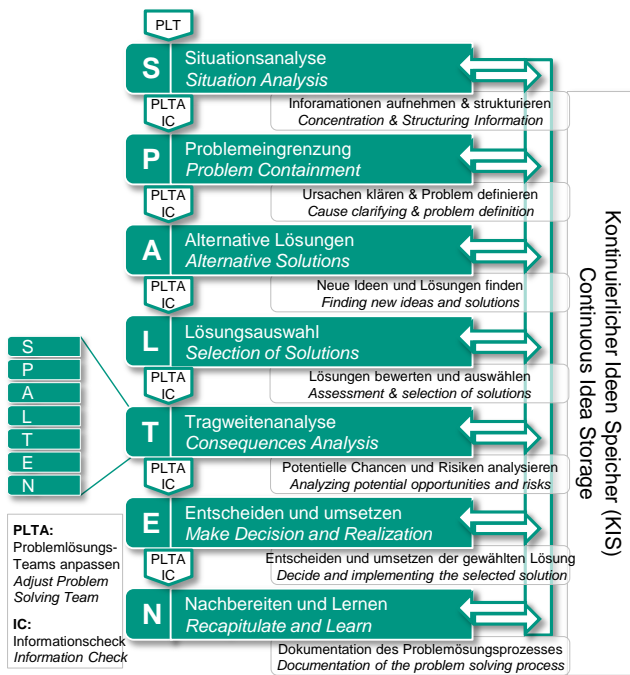 PLT
S
Situationsanalyse
Situation Analysis
PLTA
IC
Inforamationen aufnehmen & strukturieren
Concentration & Structuring Information
P
Problemeingrenzung
Problem Containment
PLTA
IC
Ursachen klären & Problem definieren
Cause clarifying & problem definition
A
Alternative Lösungen
Alternative Solutions
PLTA
IC
Neue Ideen und Lösungen finden
Finding new ideas and solutions
L
Lösungsauswahl
Selection of Solutions
PLTA
IC
Lösungen bewerten und auswählen
Assessment & selection of solutions
T
Tragweitenanalyse
Consequences Analysis
PLTA
IC
Potentielle Chancen und Risiken analysieren
Analyzing potential opportunities and risks
E
Entscheiden und umsetzen
Make Decision and Realization
PLTA
IC
Entscheiden und umsetzen der gewählten Lösung
Decide and implementing the selected solution
N
Nachbereiten und Lernen
Recapitulate and Learn
Dokumentation des Problemösungsprozesses
Documentation of the problem solving process
Kontinuierlicher Ideen Speicher (KIS)
Continuous Idea Storage
S
P
A
L
T
E
N
PLTA:
Problemlösungs-
Teams anpassen
Adjust Problem
Solving Team
IC:
Informationscheck
Information Check